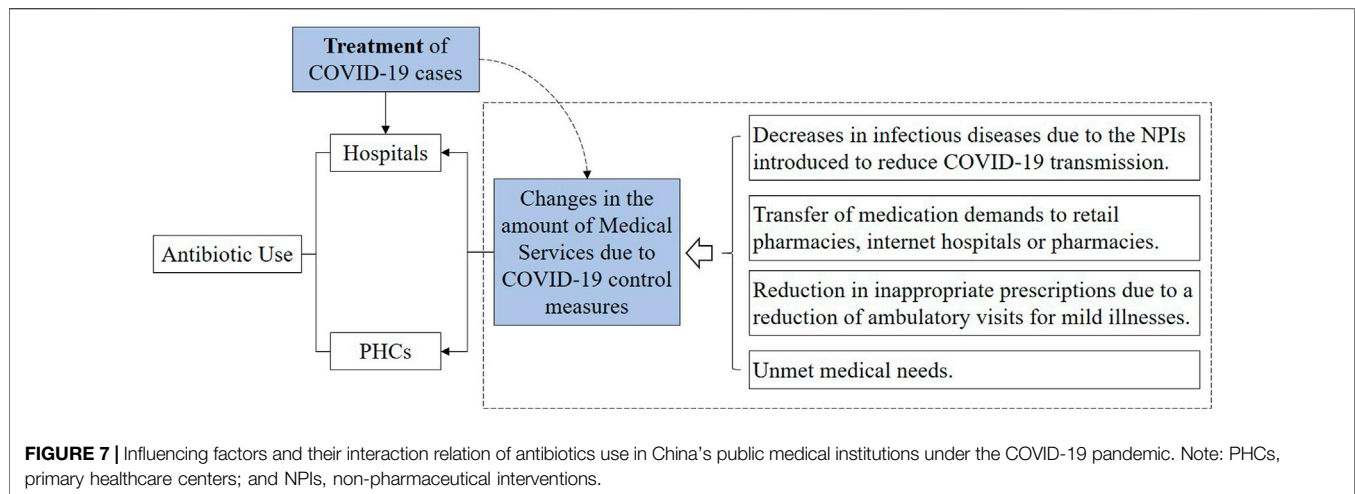 Treatment of
COVID-19 cases
Hospitals
Antibiotic Use
PHCs
Changes in the
amount of Medical
Services due to
COVID-19 control
measures
Decreases in infectious diseases due to the NPIs
introduced to reduce COVID-19 transmission.
Transfer of medication demands to retail
pharmacies, internet hospitals or pharmacies.
Reduction in inappropriate prescriptions due to a
reduction of ambulatory visits for mild illnesses.
Unmet medical needs.
FIGURE 7 | Influencing factors and their interaction relation of antibiotics use in China's public medical institutions under the COVID-19 pandemic. Note: PHCs,
primary healthcare centers; and NPIs, non-pharmaceutical interventions.